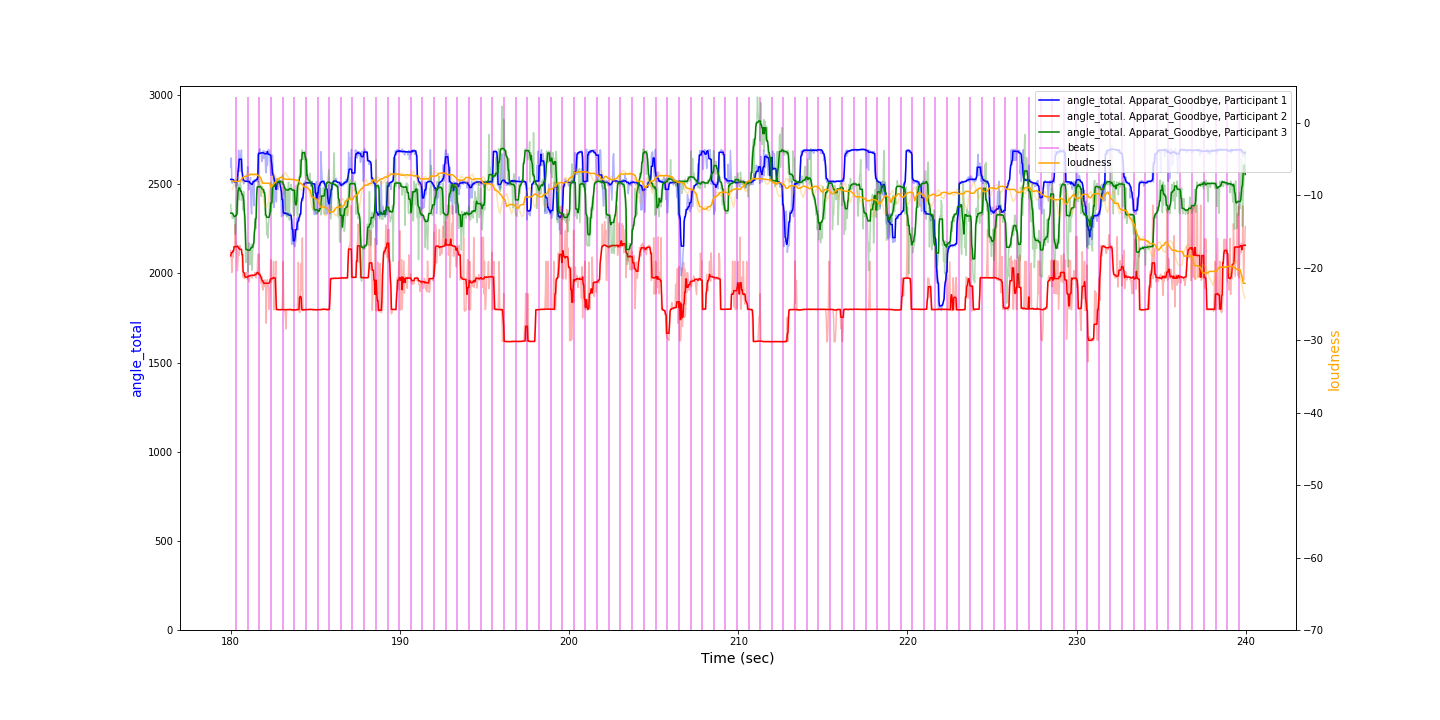 3000
2500
2000
1500
1000
500
0
angle_total
angle_total. Apparat_Goodbye, Participant 1
angle_total. Apparat_Goodbye, Participant 2
angle_total. Apparat_Goodbye, Participant 3
beats
loudness
0
−10
−20
−30
−40
−50
−60
−70
loudness
180 190 200 210 220 230 240
Time (sec)